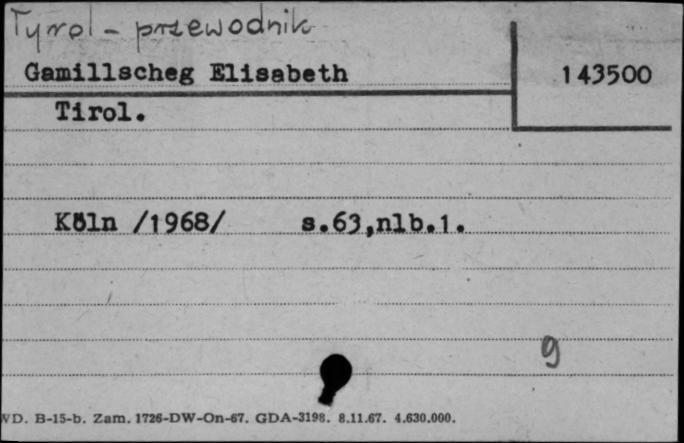 Tyrol - przewodnik
Gamillscheg Elisabeth
143500
Tirol.
Köln /1968/ s.63,nlb.1.
9
WD. B-15-b. Zam. 1726-DW-On-67. GDA-3198. 8.11.67. 4.630.000.